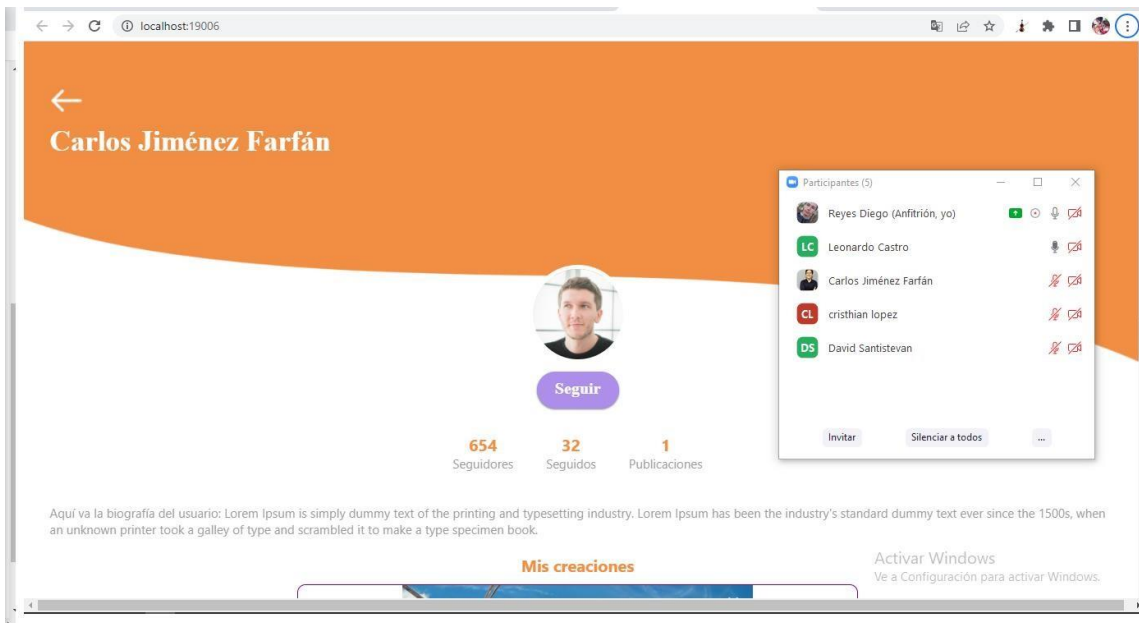 localhost:19006
Carlos Jiménez Farfán
Participantes (5)
Reyes Diego (Anfitrión, yo)
LC Leonardo Castro
Carlos Jiménez Farfán
CL cristhian lopez
DS David Santistevan
Invitar Silenciar a todos ...
Seguir
654 32 1
Seguidores Seguidos Publicaciones
Aquí va la biografía del usuario: Lorem Ipsum is simply dummy text of the printing and typesetting industry. Lorem Ipsum has been the industry's standard dummy text ever since the 1500s, when
an unknown printer took a galley of type and scrambled it to make a type specimen book.
Mis creaciones
Activar Windows
Ve a Configuración para activar Windows.